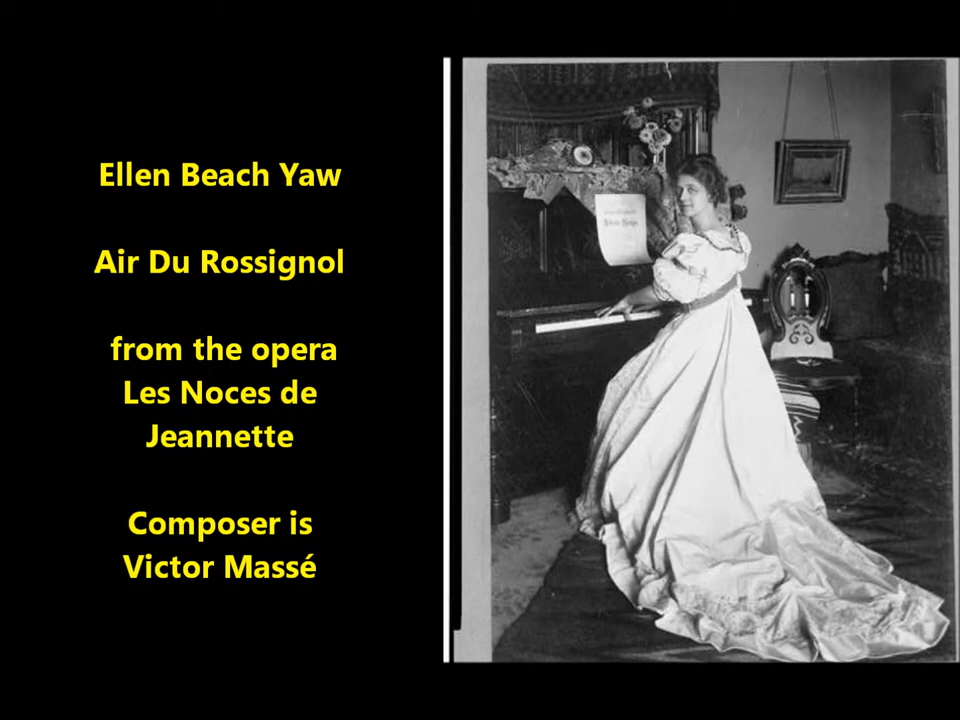 Ellen Beach Yaw
Air Du Rossignol
from the opera
Les Noces de
Jeannette
Composer is
Victor Massé